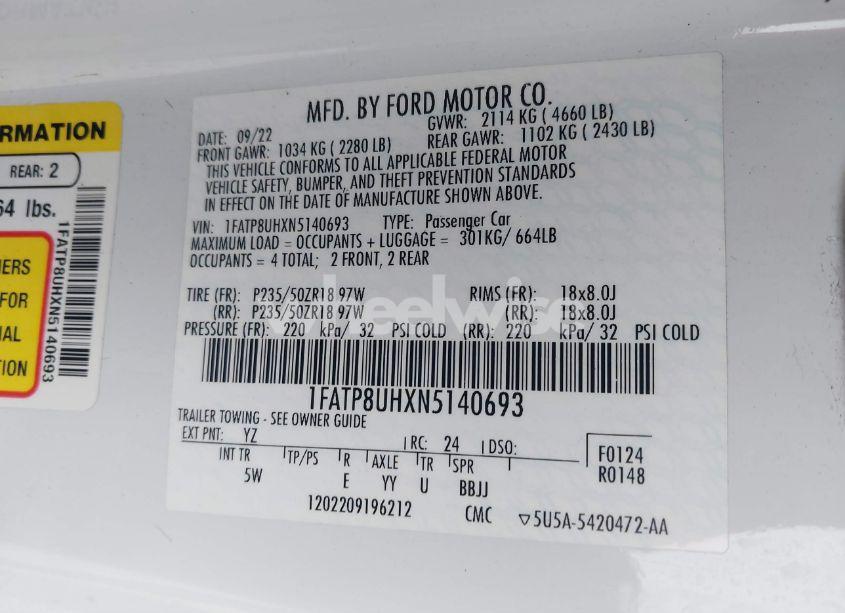 MFD. BY FORD MOTOR CO.
DATE: 09/22 GVWR: 2114 KG ( 4660 LB)
FRONT GAWR: 1034 KG ( 2280 LB) REAR GAWR: 1102 KG ( 2430 LB)
THIS VEHICLE CONFORMS TO ALL APPLICABLE FEDERAL MOTOR
VEHICLE SAFETY, BUMPER, AND THEFT PREVENTION STANDARDS
IN EFFECT ON THE DATE OF MANUFACTURE SHOWN ABOVE.
VIN: 1FATP8UHXN5140693 TYPE: Passenger Car
MAXIMUM LOAD = OCCUPANTS + LUGGAGE = 301KG/ 664LB
OCCUPANTS = 4 TOTAL; 2 FRONT, 2 REAR
TIRE (FR): P235/50ZR18 97W RIMS (FR): 18x8.0J
(RR): P235/50ZR18 97W (RR): 18x8.0J
PRESSURE (FR): 220 kPa/ 32 PSI COLD (RR): 220 kPa/ 32 PSI COLD
1FATP8UHXN5140693
TRAILER TOWING - SEE OWNER GUIDE
EXT PNT: YZ RC: 24 DSO: F0124
INT TR TP/PS R AXLE TR SPR R0148
5W E YY U BBJJ
1202209196212 CMC ▽5U5A-5420472-AA
RMATION
REAR: 2
64 lbs.
1FATP8UHXN5140693
ERS
FOR
IAL
TION
wheelwise